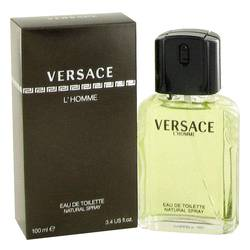 VERSACE
L'HOMME
EAU DE TOILETTE
NATURAL SPRAY
100 ml e
3.4 US fl. oz.
VERSACE
L'HOMME
EAU DE TOILETTE
NATURAL SPRAY